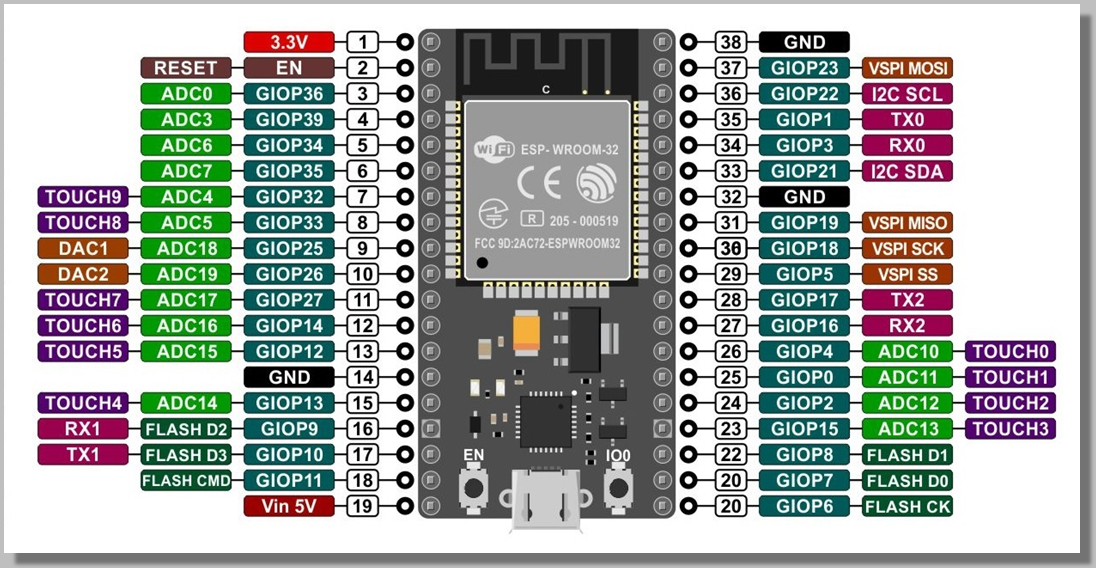 3.3V 1
RESET EN 2
ADC0 GIOP36 3
ADC3 GIOP39 4
ADC6 GIOP34 5
ADC7 GIOP35 6
TOUCH9 ADC4 GIOP32 7
TOUCH8 ADC5 GIOP33 8
DAC1 ADC18 GIOP25 9
DAC2 ADC19 GIOP26 10
TOUCH7 ADC17 GIOP27 11
TOUCH6 ADC16 GIOP14 12
TOUCH5 ADC15 GIOP12 13
GND 14
TOUCH4 ADC14 GIOP13 15
RX1 FLASH D2 GIOP9 16
TX1 FLASH D3 GIOP10 17
FLASH CMD GIOP11 18
Vin 5V 19
C
WiFi ESP- WROOM-32
CE
R 205 - 000519
FCC 9D:2AC72-ESPWROOM32
EN IO0
38 GND
37 GIOP23 VSPI MOSI
36 GIOP22 I2C SCL
35 GIOP1 TX0
34 GIOP3 RX0
33 GIOP21 I2C SDA
32 GND
31 GIOP19 VSPI MISO
30 GIOP18 VSPI SCK
29 GIOP5 VSPI SS
28 GIOP17 TX2
27 GIOP16 RX2
26 GIOP4 ADC10 TOUCH0
25 GIOP0 ADC11 TOUCH1
24 GIOP2 ADC12 TOUCH2
23 GIOP15 ADC13 TOUCH3
22 GIOP8 FLASH D1
20 GIOP7 FLASH D0
20 GIOP6 FLASH CK